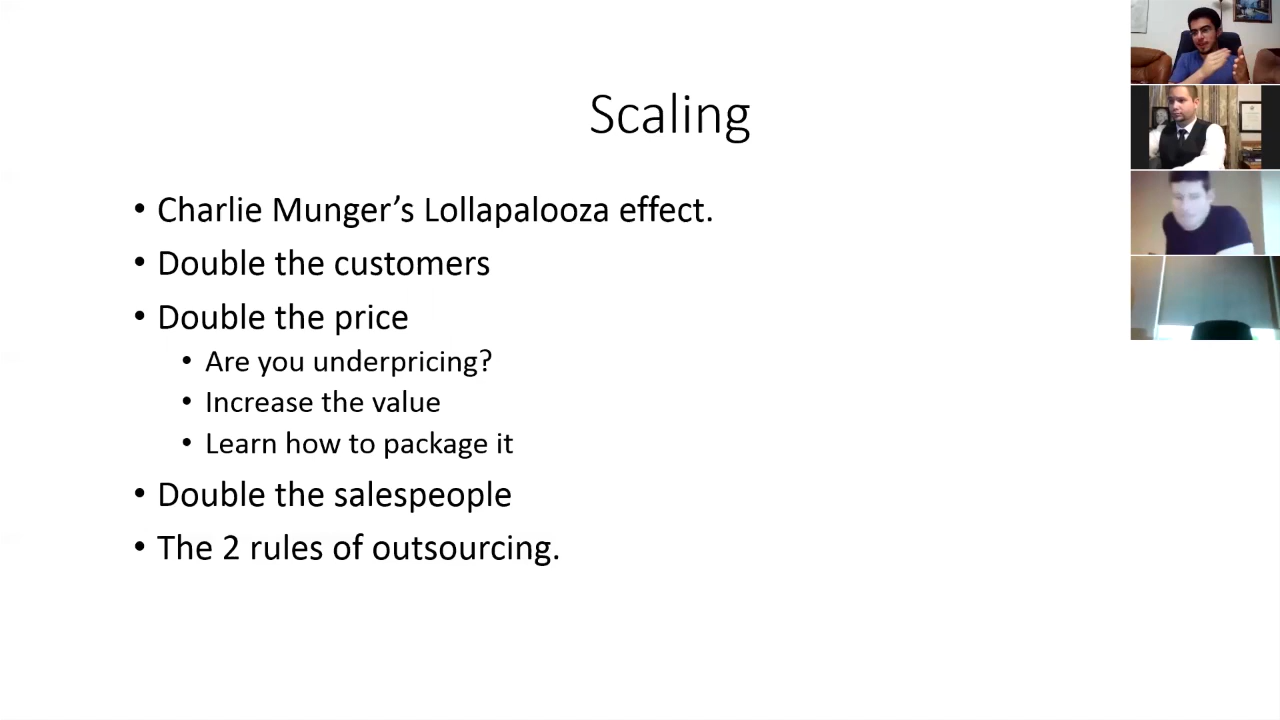 Scaling
• Charlie Munger’s Lollapalooza effect.
• Double the customers
• Double the price
• Are you underpricing?
• Increase the value
• Learn how to package it
• Double the salespeople
• The 2 rules of outsourcing.